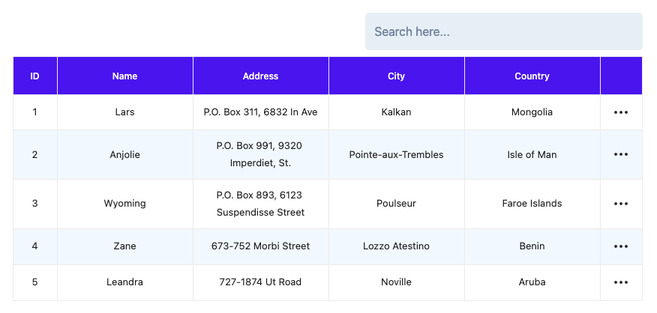 Search here...
ID Name Address City Country
1 Lars P.O. Box 311, 6832 In Ave Kalkan Mongolia •••
2 Anjolie P.O. Box 991, 9320 Pointe-aux-Trembles Isle of Man •••
Imperdiet, St.
3 Wyoming P.O. Box 893, 6123 Poulseur Faroe Islands •••
Suspendisse Street
4 Zane 673-752 Morbi Street Lozzo Atestino Benin •••
5 Leandra 727-1874 Ut Road Noville Aruba •••